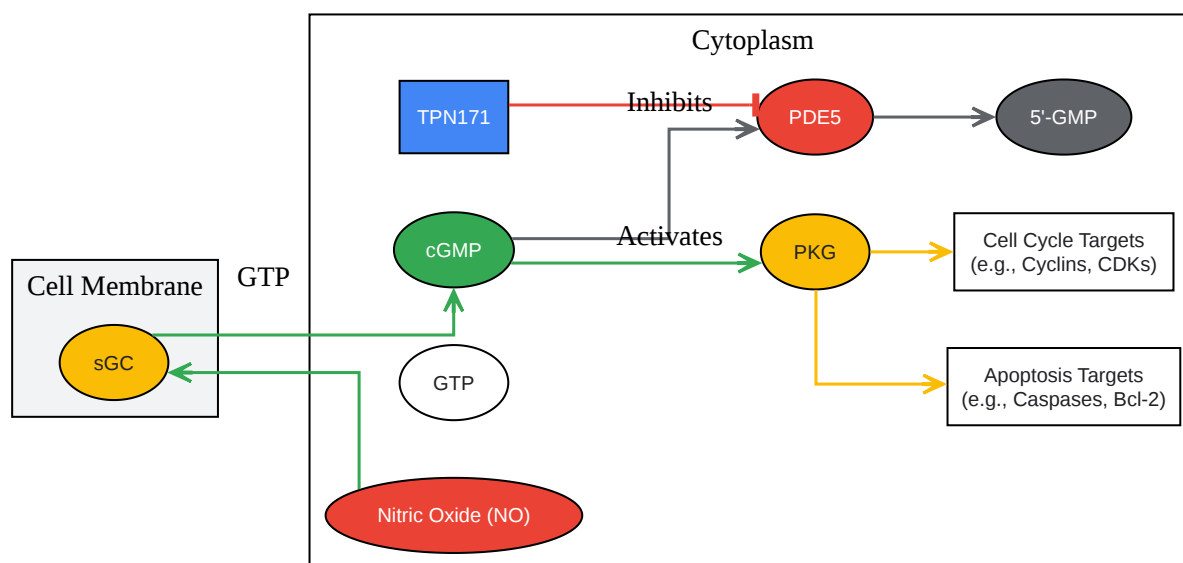 Cytoplasm
TPN171
Inhibits
PDE5
5'-GMP
cGMP
Activates
PKG
Cell Cycle Targets
(e.g., Cyclins, CDKs)
Cell Membrane
GTP
sGC
GTP
Apoptosis Targets
(e.g., Caspases, Bcl-2)
Nitric Oxide (NO)